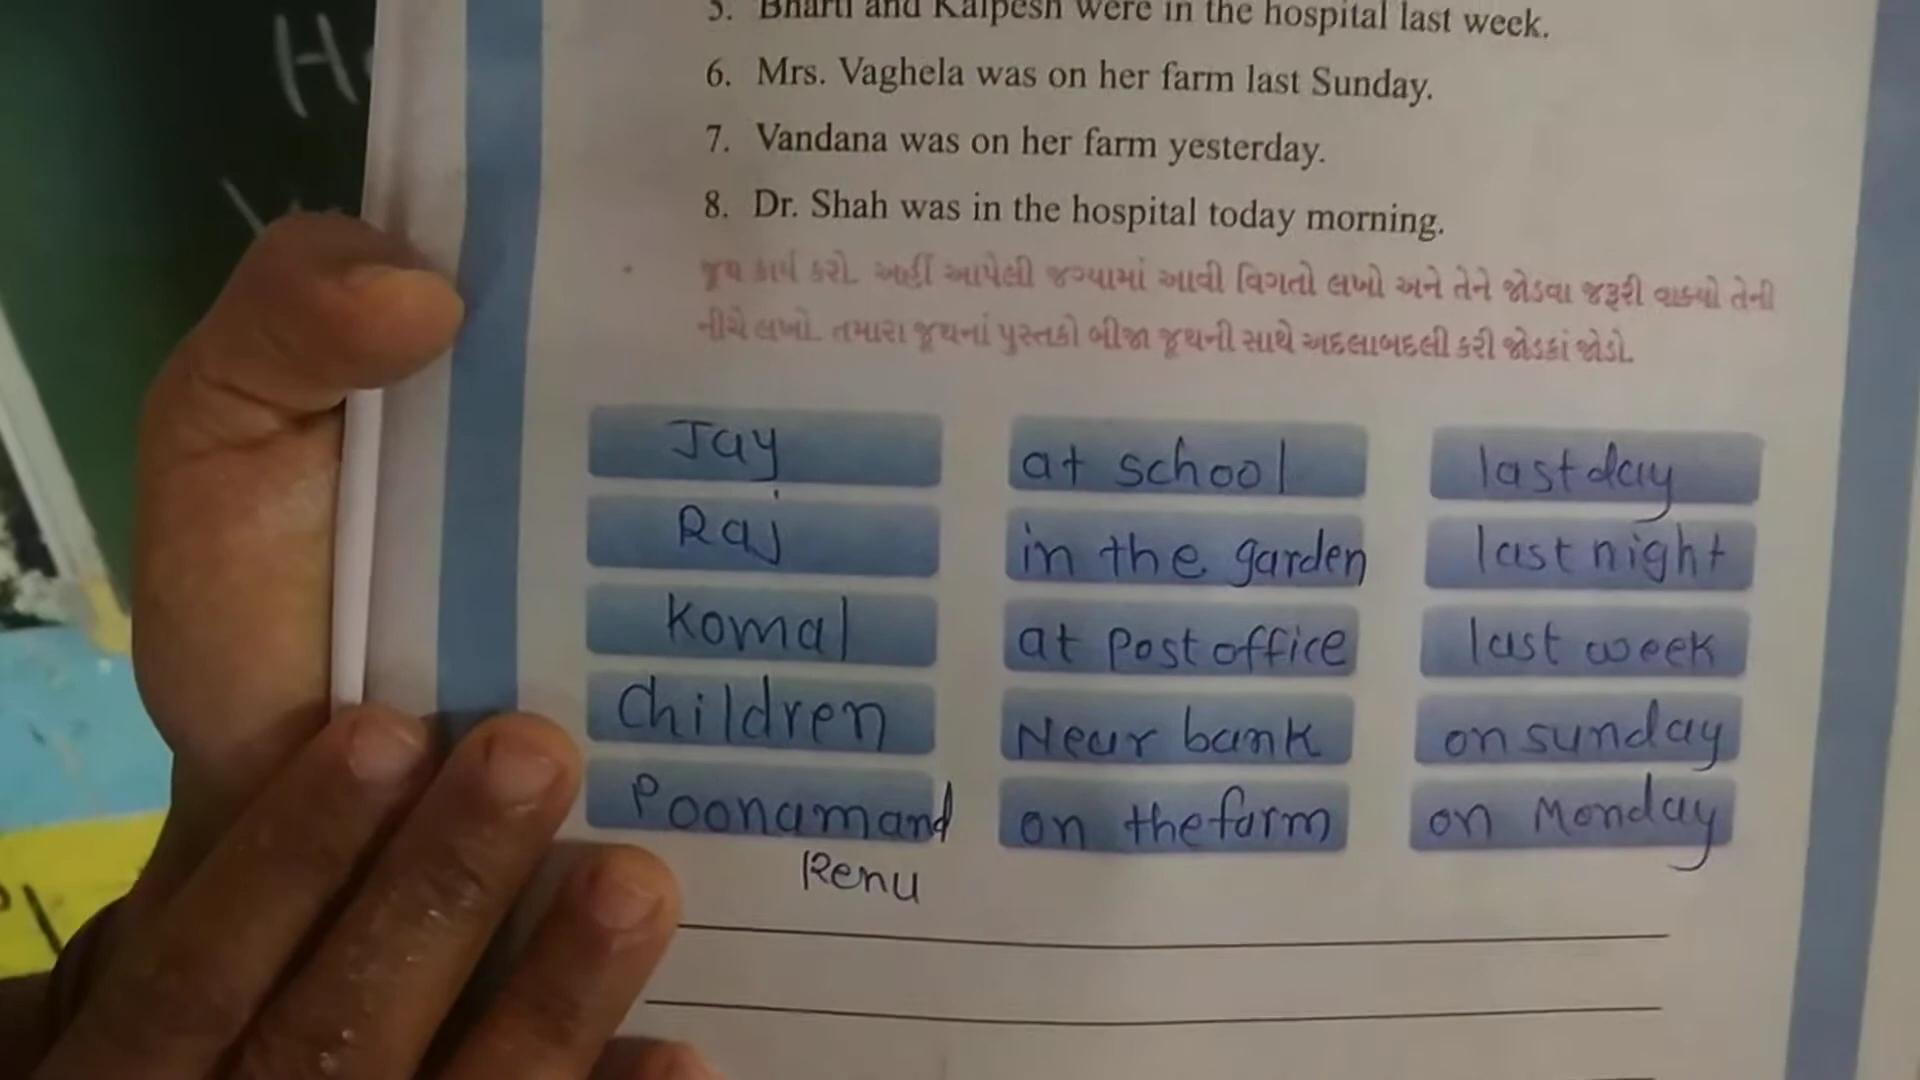 5. Bharti and Kalpesh were in the hospital last week.
6. Mrs. Vaghela was on her farm last Sunday.
7. Vandana was on her farm yesterday.
8. Dr. Shah was in the hospital today morning.
જૂથ કાર્ય કરો. અહીં આપેલી જગ્યામાં આવી વિગતો લખો અને તેને જોડવા જરૂરી વાક્યો તેની
નીચે લખો. તમારા જૂથનાં પુસ્તકો બીજા જૂથની સાથે અદલાબદલી કરી જોડકાં જોડો.
Jay at school last day
Raj in the garden last night
Komal at Post office last week
Children Near bank on sunday
Poonam and on the farm on Monday
Renu